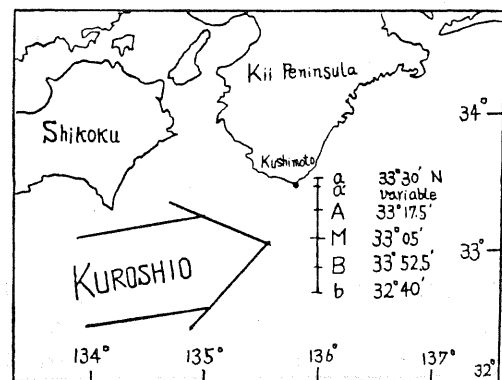 Kii Peninsula
Shikoku
Kushimoto
34°
a 33°30' N
a' variable
A 33°17.5'
M 33°05'
B 33°52.5'
b 32°40'
33°
KUROSHIO
134° 135° 136° 137° 32°